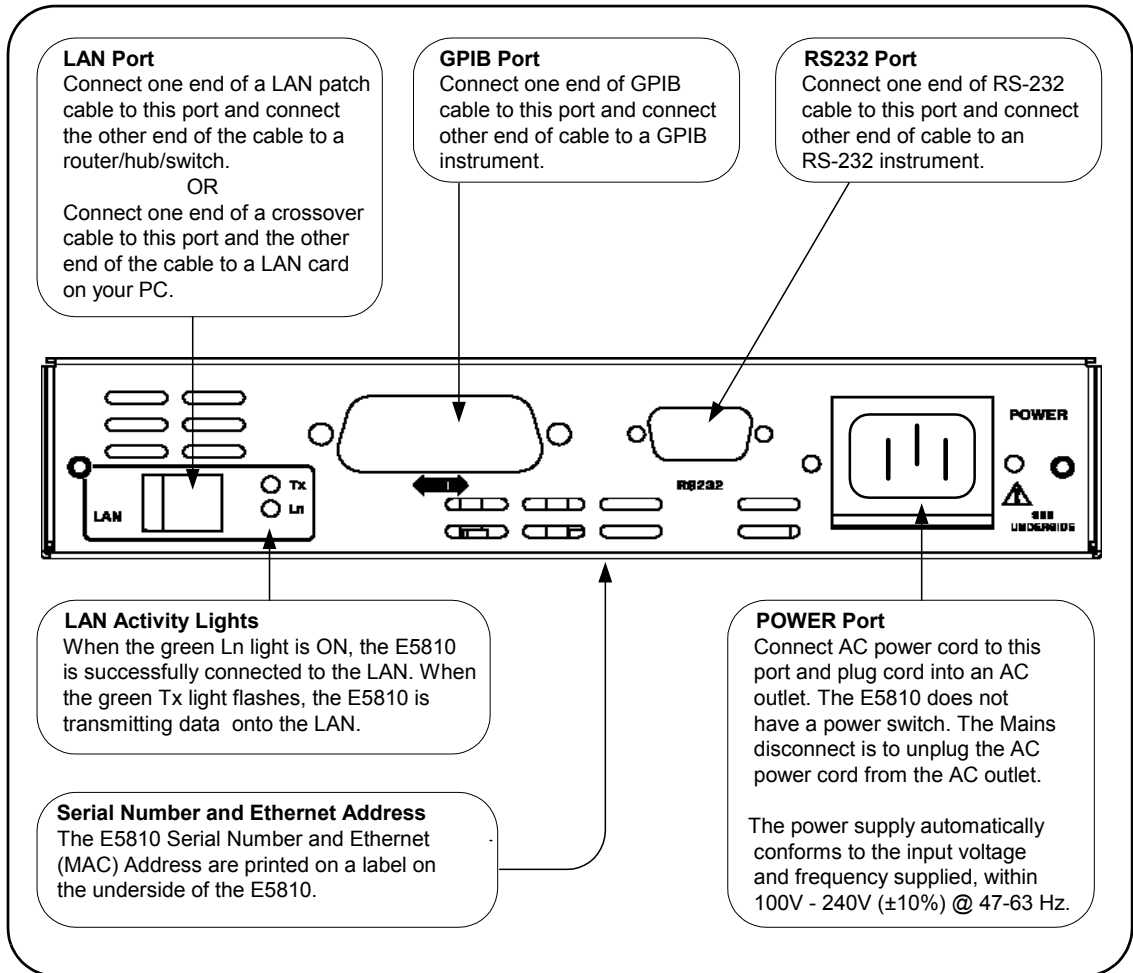 LAN Port
Connect one end of a LAN patch
cable to this port and connect
the other end of the cable to a
router/hub/switch.
OR
Connect one end of a crossover
cable to this port and the other
end of the cable to a LAN card
on your PC.
GPIB Port
Connect one end of GPIB
cable to this port and connect
other end of cable to a GPIB
instrument.
RS232 Port
Connect one end of RS-232
cable to this port and connect
other end of cable to an
RS-232 instrument.
POWER
Tx
Ln
LAN
RS232
SEE
UNDERSIDE
LAN Activity Lights
When the green Ln light is ON, the E5810
is successfully connected to the LAN. When
the green Tx light flashes, the E5810 is
transmitting data  onto the LAN.
Serial Number and Ethernet Address
The E5810 Serial Number and Ethernet
(MAC) Address are printed on a label on
the underside of the E5810.
POWER Port
Connect AC power cord to this
port and plug cord into an AC
outlet. The E5810 does not
have a power switch. The Mains
disconnect is to unplug the AC
power cord from the AC outlet.
The power supply automatically
conforms to the input voltage
and frequency supplied, within
100V - 240V (±10%) @ 47-63 Hz.